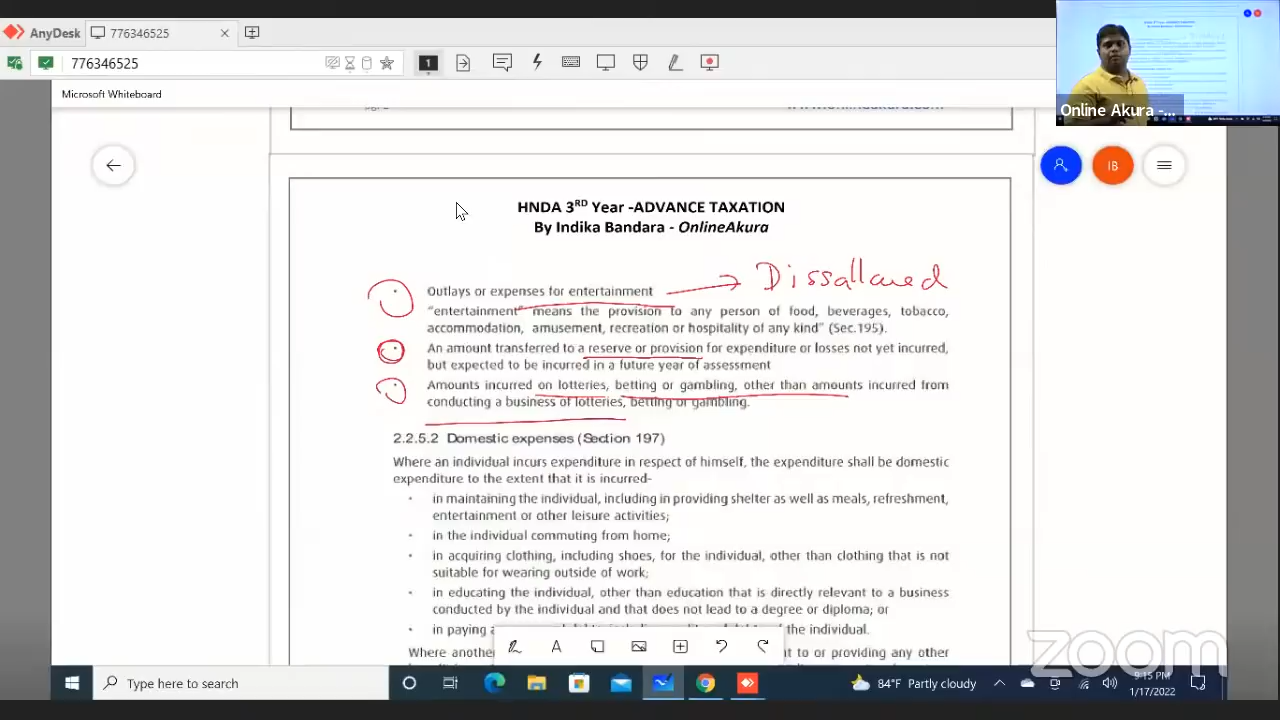 AnyDesk
776346525
776346525
1
Microsoft Whiteboard
Online Akura -...
IB
HNDA 3RD Year -ADVANCE TAXATION
By Indika Bandara - OnlineAkura
Outlays or expenses for entertainment
Dissallowed
“entertainment” means the provision to any person of food, beverages, tobacco,
accommodation, amusement, recreation or hospitality of any kind” (Sec.195).
An amount transferred to a reserve or provision for expenditure or losses not yet incurred,
but expected to be incurred in a future year of assessment
Amounts incurred on lotteries, betting or gambling, other than amounts incurred from
conducting a business of lotteries, betting or gambling.
2.2.5.2 Domestic expenses (Section 197)
Where an individual incurs expenditure in respect of himself, the expenditure shall be domestic
expenditure to the extent that it is incurred-
in maintaining the individual, including in providing shelter as well as meals, refreshment,
entertainment or other leisure activities;
in the individual commuting from home;
in acquiring clothing, including shoes, for the individual, other than clothing that is not
suitable for wearing outside of work;
in educating the individual, other than education that is directly relevant to a business
conducted by the individual and that does not lead to a degree or diploma; or
in paying the individual.
Where to or providing any other
zoom
Type here to search
84°F Partly cloudy
9:15 PM
1/17/2022